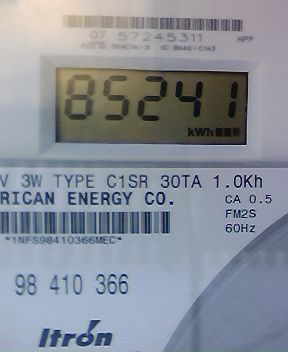 07 57245311
85241
kWh
V 3W TYPE C1SR 30TA 1.0Kh
RICAN ENERGY CO.
CA 0.5
FM2S
60Hz
*1NFS98410366MEC*
98 410 366
Itrón